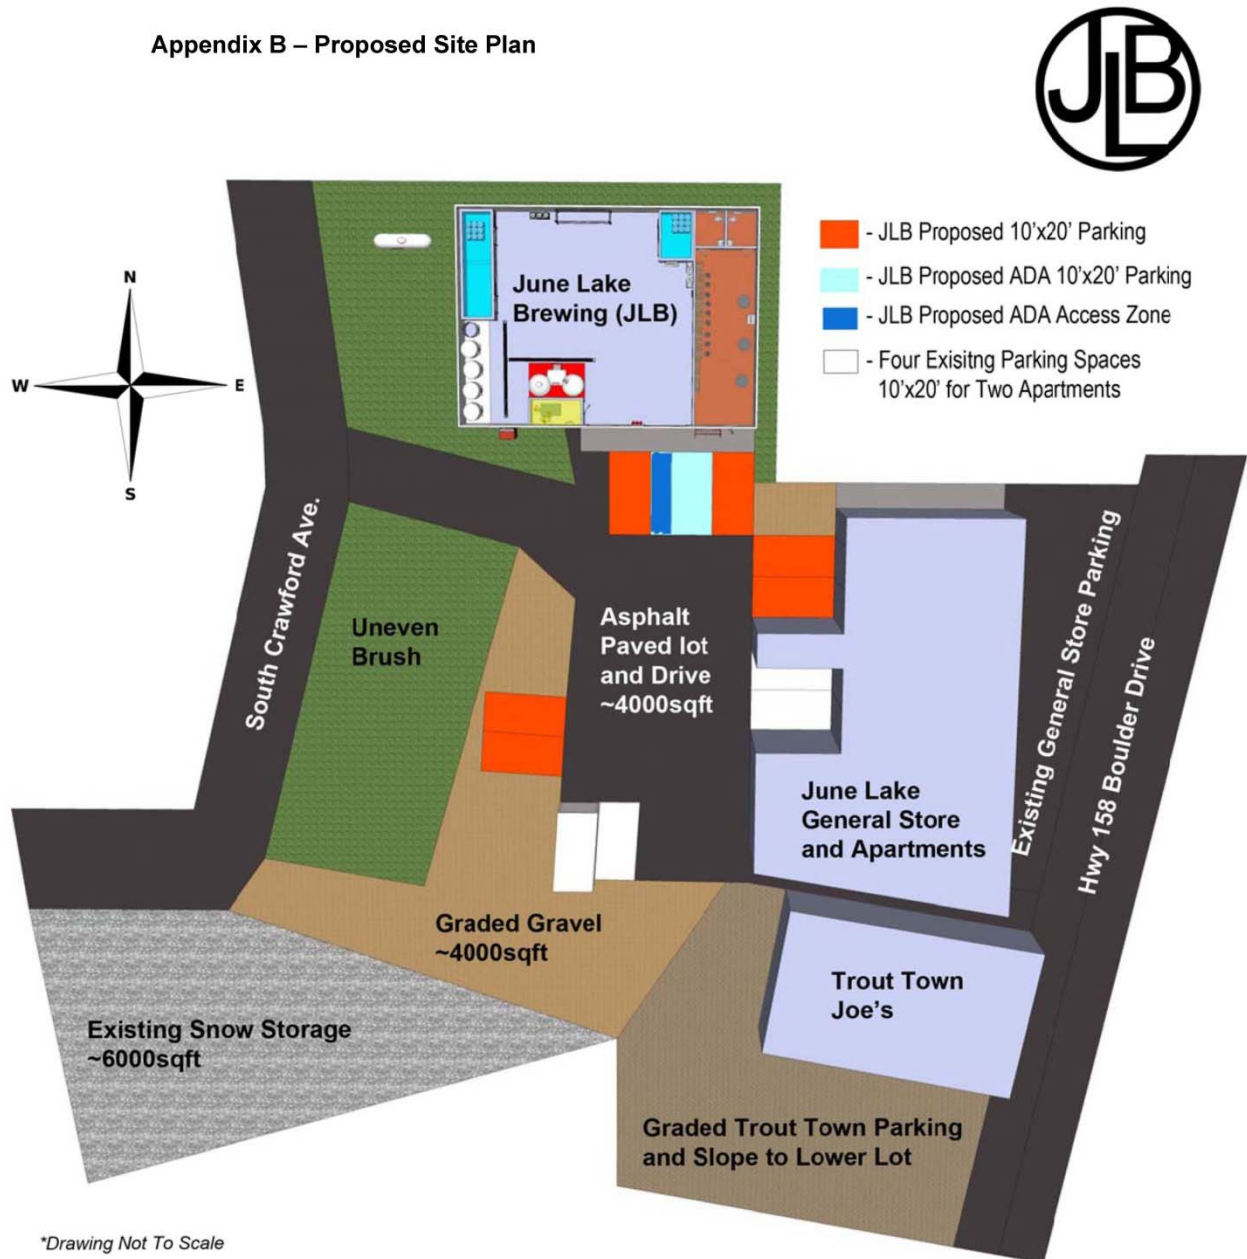 Appendix B – Proposed Site Plan
JLB
- JLB Proposed 10'x20' Parking
- JLB Proposed ADA 10'x20' Parking
- JLB Proposed ADA Access Zone
- Four Exisitng Parking Spaces
10'x20' for Two Apartments
N
W
E
S
June Lake
Brewing (JLB)
South Crawford Ave.
Uneven
Brush
Asphalt
Paved lot
and Drive
~4000sqft
Existing General Store Parking
Hwy 158 Boulder Drive
June Lake
General Store
and Apartments
Graded Gravel
~4000sqft
Trout Town
Joe's
Existing Snow Storage
~6000sqft
Graded Trout Town Parking
and Slope to Lower Lot
*Drawing Not To Scale